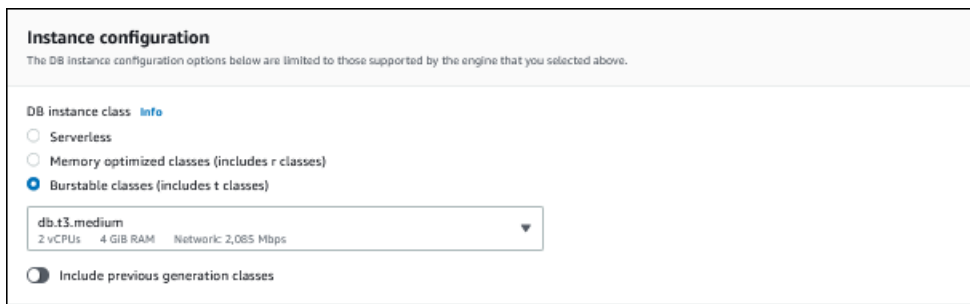 Instance configuration
The DB instance configuration options below are limited to those supported by the engine that you selected above.
DB instance class Info
Serverless
Memory optimized classes (includes r classes)
Burstable classes (includes t classes)
db.t3.medium
2 vCPUs 4 GiB RAM Network: 2,085 Mbps
Include previous generation classes